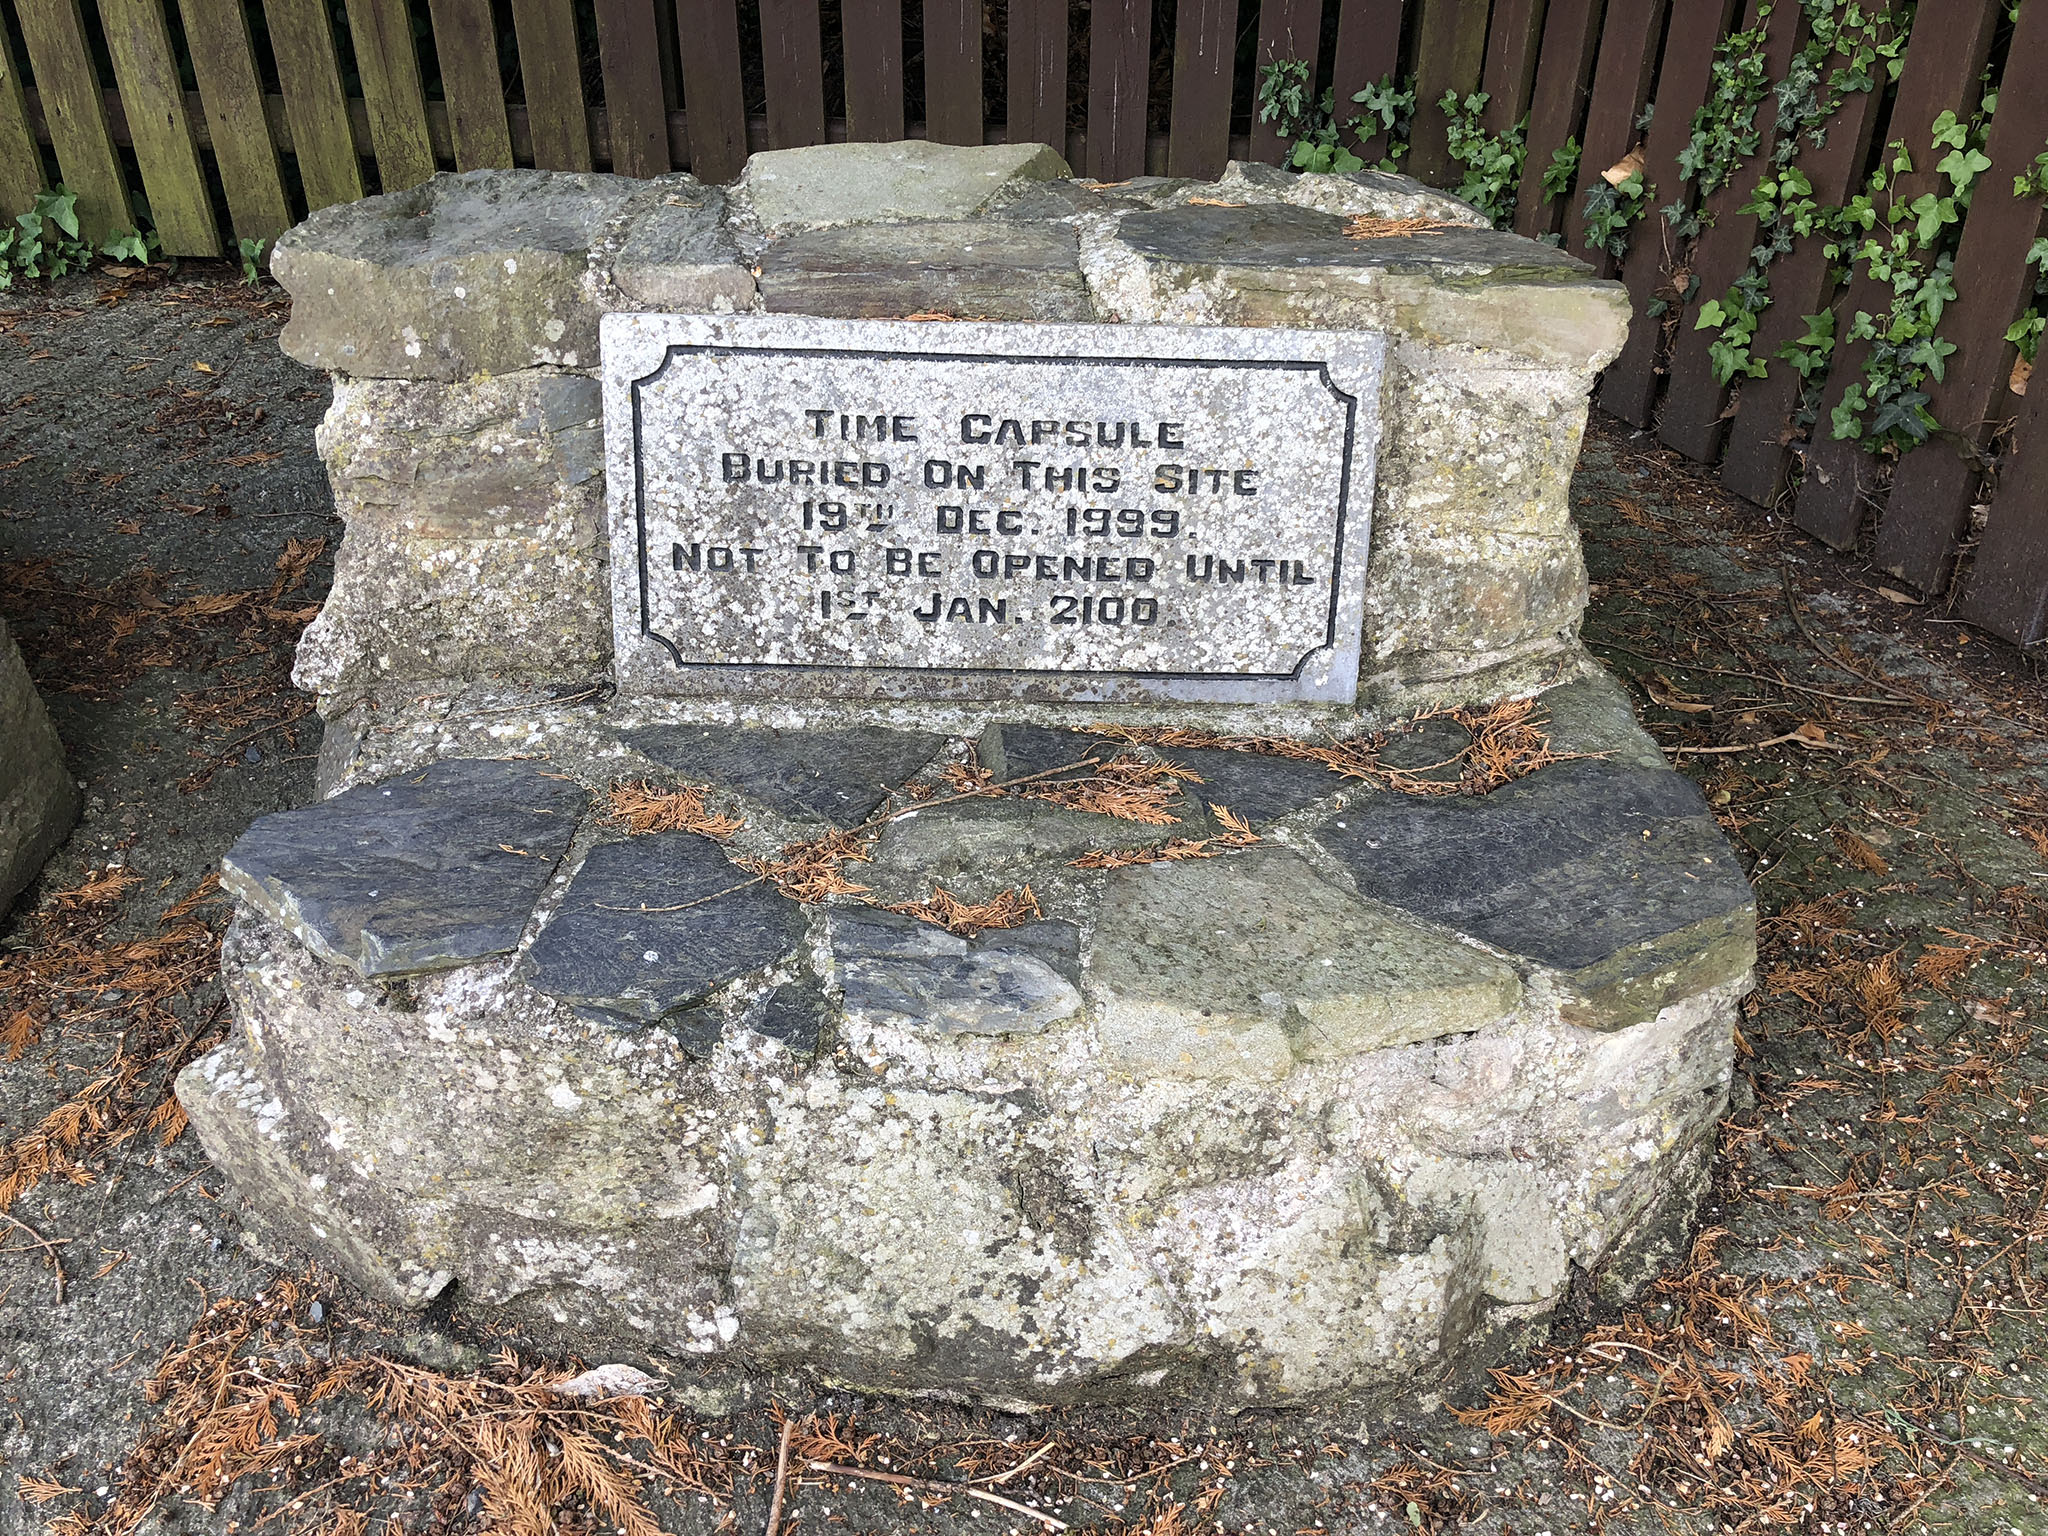 TIME CAPSULE
BURIED ON THIS SITE
19TH DEC. 1999.
NOT TO BE OPENED UNTIL
1ST JAN. 2100.